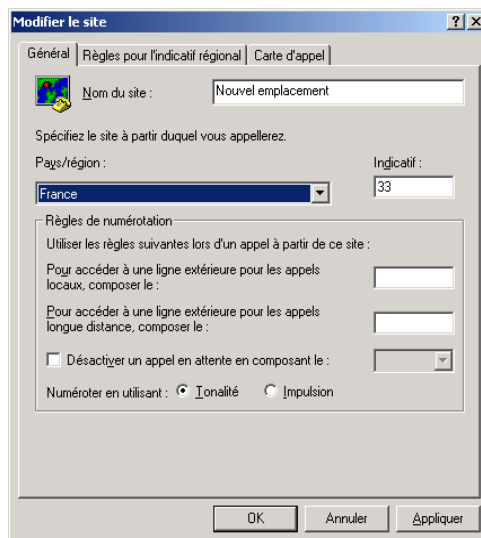 Modifier le site
Général Règles pour l'indicatif régional Carte d'appel
Nom du site : Nouvel emplacement
Spécifiez le site à partir duquel vous appellerez.
Pays/région : Indicatif :
France 33
Règles de numérotation
Utiliser les règles suivantes lors d'un appel à partir de ce site :
Pour accéder à une ligne extérieure pour les appels
locaux, composer le :
Pour accéder à une ligne extérieure pour les appels
longue distance, composer le :
Désactiver un appel en attente en composant le :
Numéroter en utilisant : Tonalité Impulsion
OK Annuler Appliquer